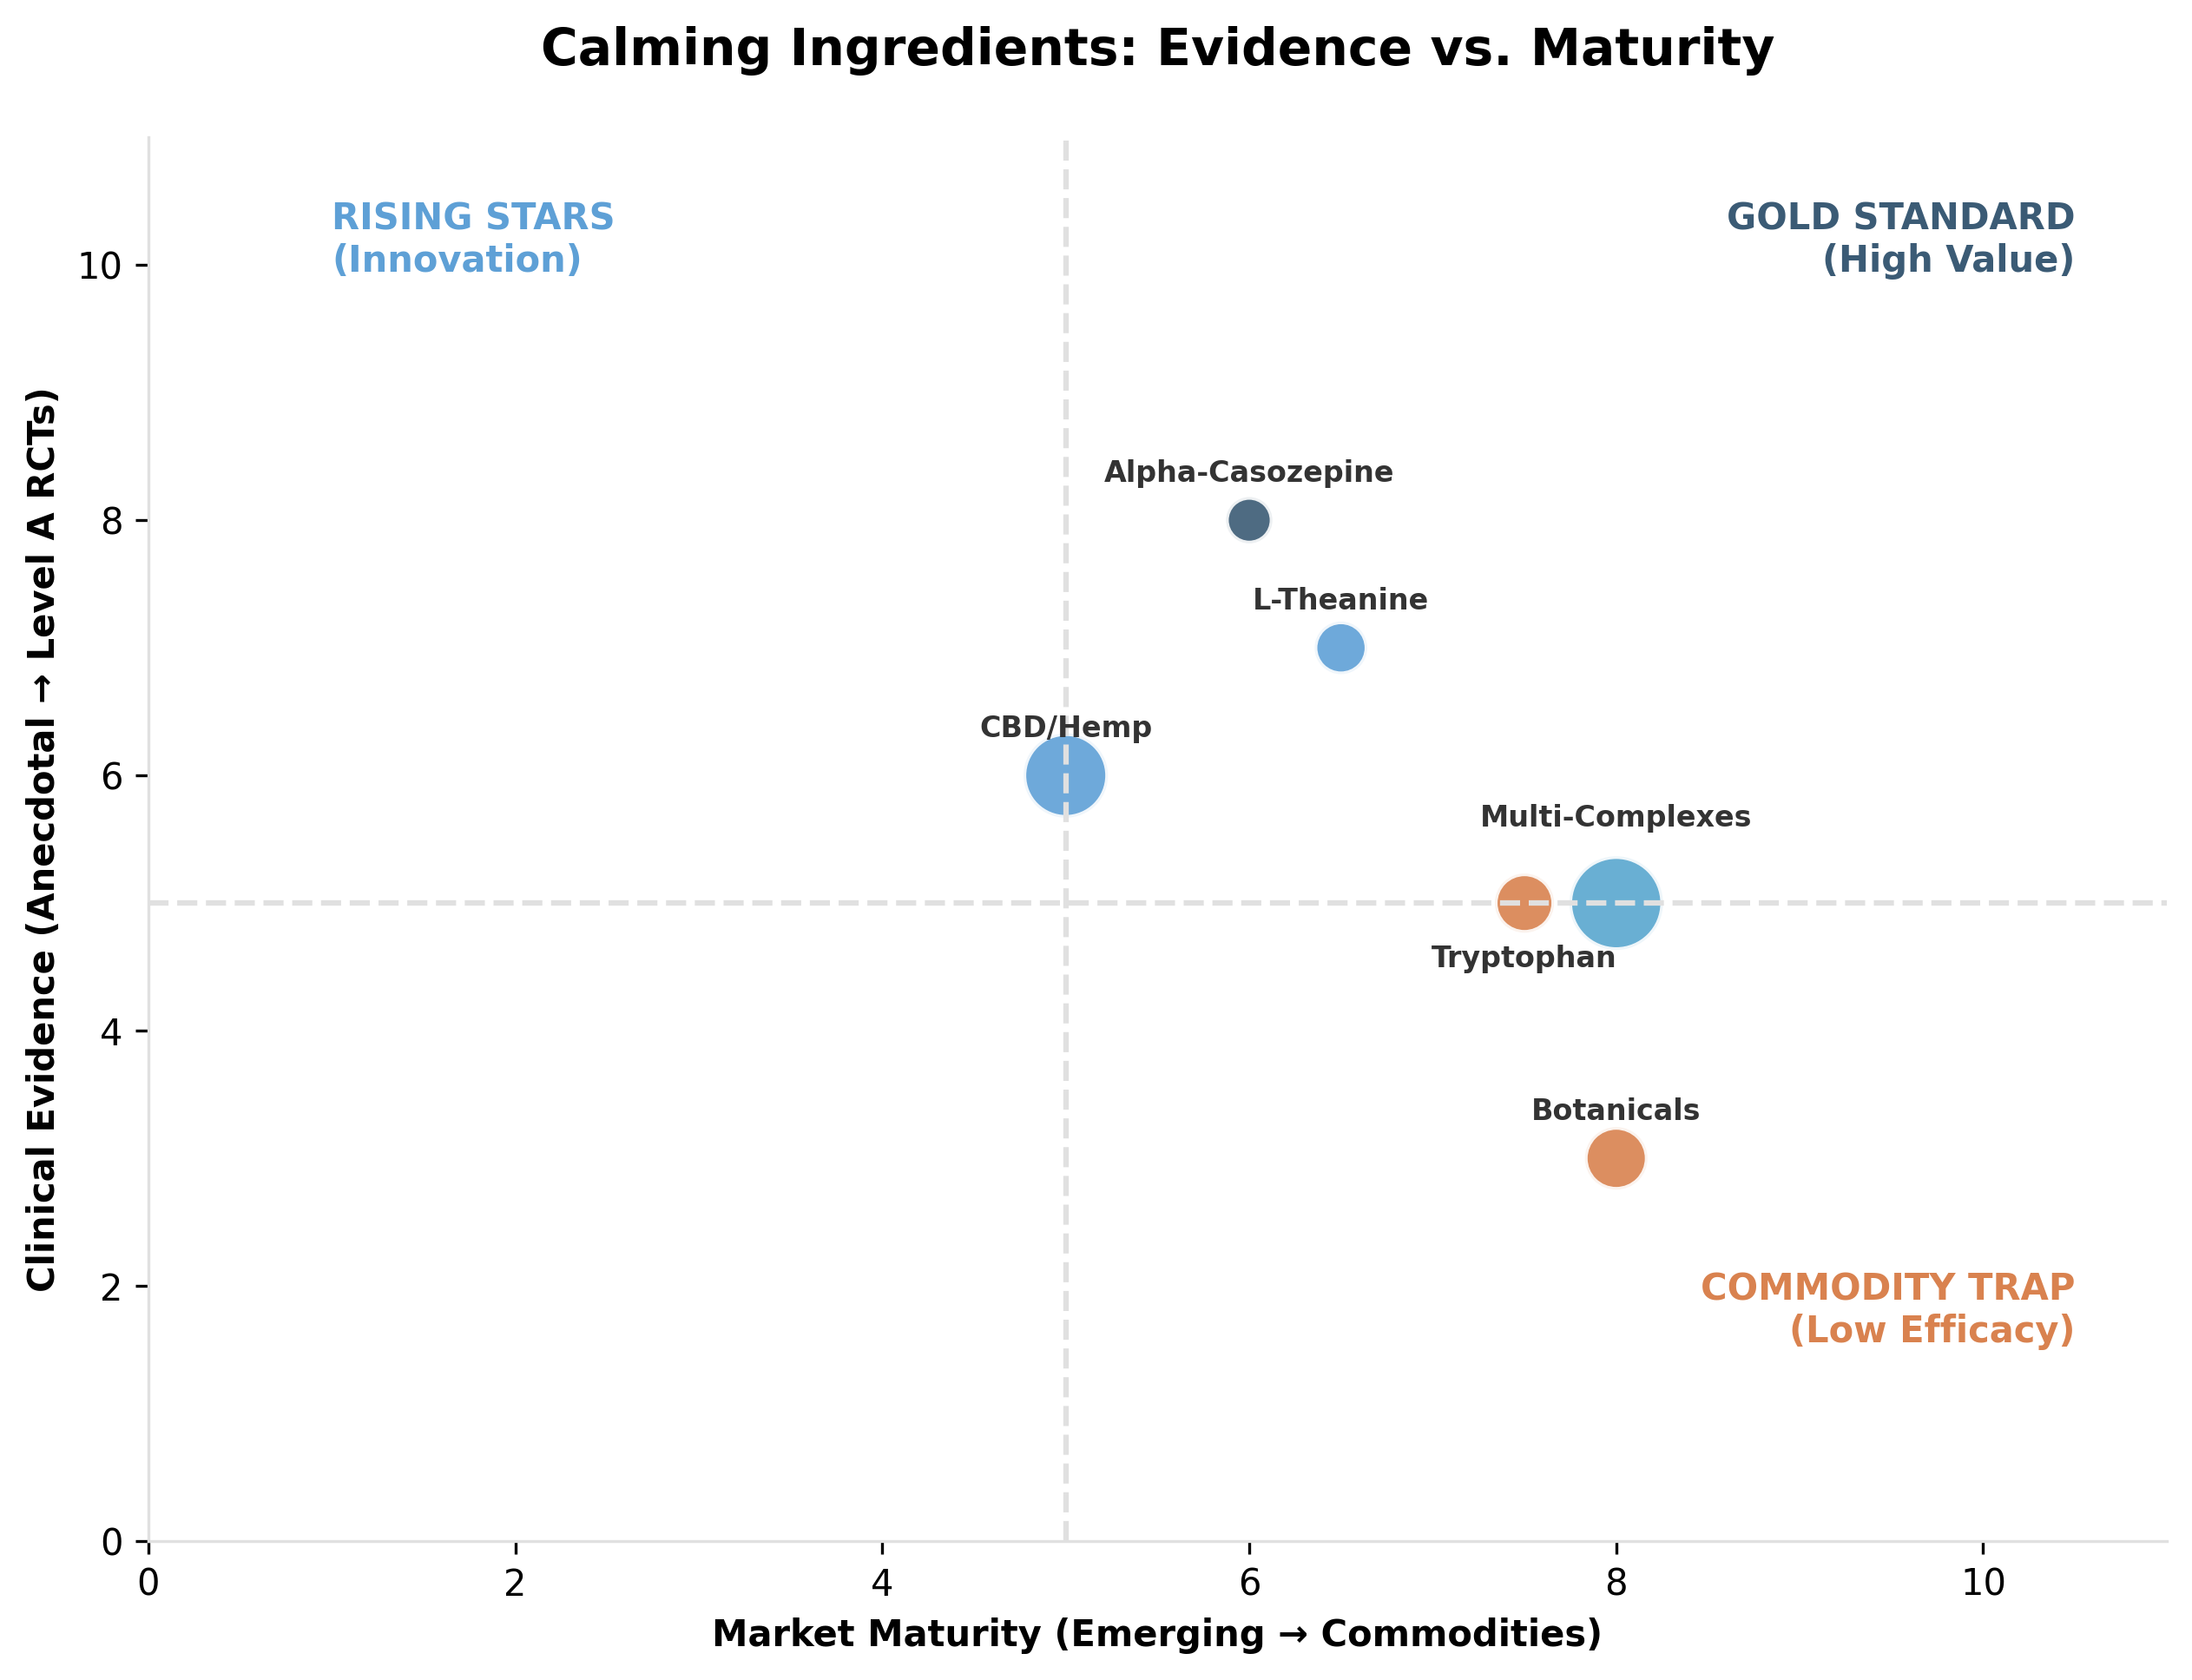 Calming Ingredients: Evidence vs. Maturity
RISING STARS
(Innovation)
GOLD STANDARD
(High Value)
Clinical Evidence (Anecdotal → Level A RCTs)
10
8
6
4
2
0
Alpha-Casozepine
L-Theanine
CBD/Hemp
Multi-Complexes
Tryptophan
Botanicals
COMMODITY TRAP
(Low Efficacy)
0 2 4 6 8 10
Market Maturity (Emerging → Commodities)